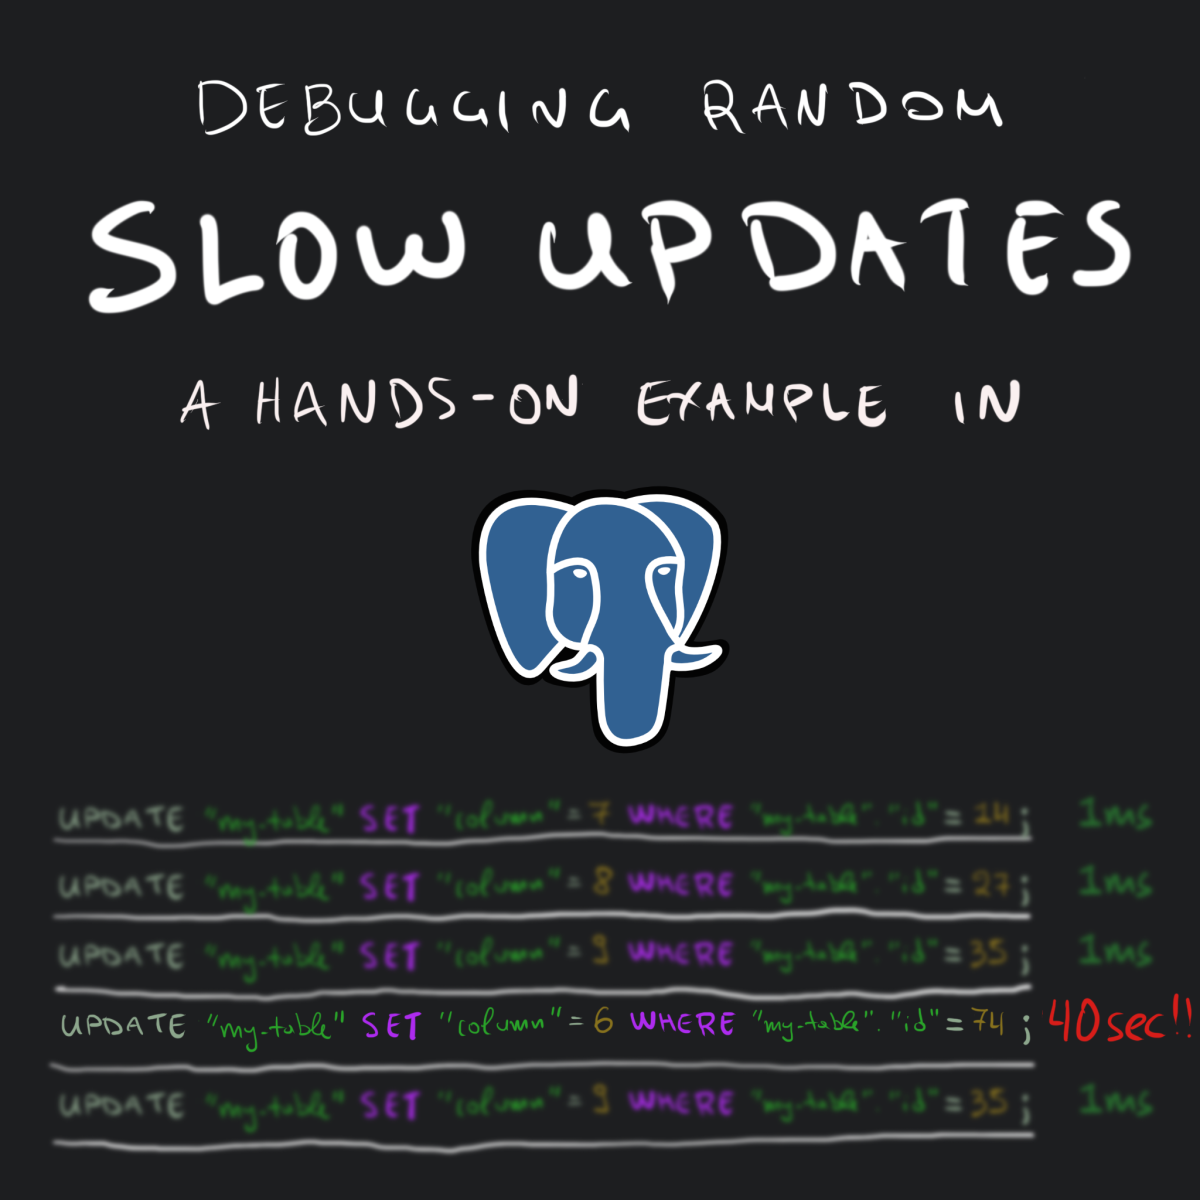 DEBUGGING RANDOM
SLOW UPDATES
A HANDS-ON EXAMPLE IN
UPDATE "my-table" SET "column" = 7 WHERE "my-table"."id" = 14 ; 1ms
UPDATE "my-table" SET "column" = 8 WHERE "my-table"."id" = 27 ; 1ms
UPDATE "my-table" SET "column" = 9 WHERE "my-table"."id" = 35 ; 1ms
UPDATE "my-table" SET "column" = 6 WHERE "my-table"."id" = 74 ; 40sec!!
UPDATE "my-table" SET "column" = 9 WHERE "my-table"."id" = 35 ; 1ms